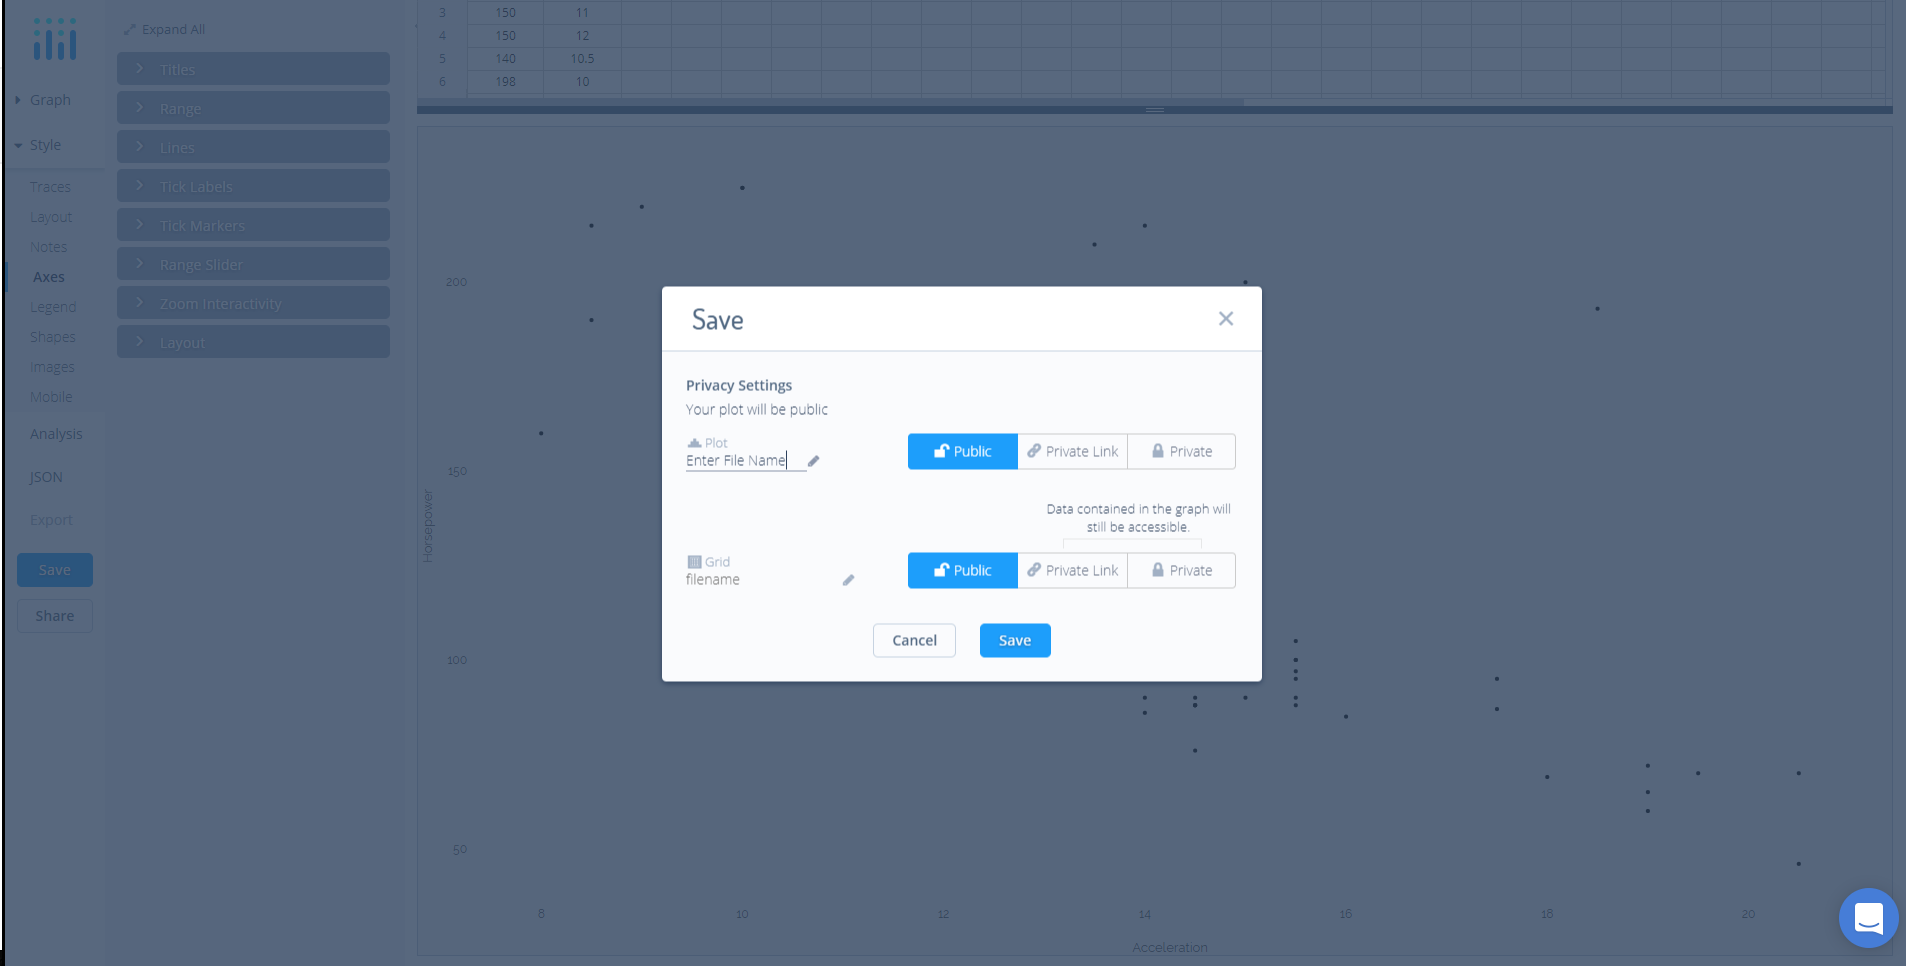 Expand All
Titles
Range
Lines
Tick Labels
Tick Markers
Range Slider
Zoom Interactivity
Layout
Graph
Style
Traces
Layout
Notes
Axes
Legend
Shapes
Images
Mobile
Analysis
JSON
Export
Save
Share
3 150 11
4 150 12
5 140 10.5
6 198 10
200
150
100
50
Horsepower
8 10 12 14 16 18 20
Acceleration
Save
Privacy Settings
Your plot will be public
Plot
Enter File Name
Public Private Link Private
Data contained in the graph will
still be accessible.
Grid
filename
Public Private Link Private
Cancel Save